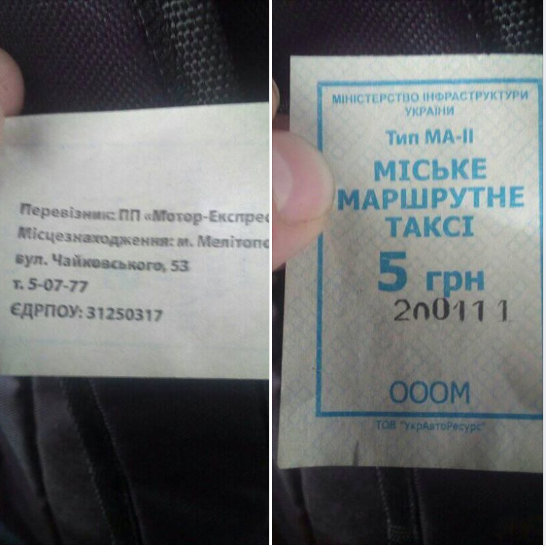 Перевізник: ПП «Мотор-Експрес
Місцезнаходження: м. Мелітопо
вул. Чайковського, 53
т. 5-07-77
ЄДРПОУ: 31250317
МІНІСТЕРСТВО ІНФРАСТРУКТУРИ
УКРАЇНИ
Тип МА-ІІ
МІСЬКЕ
МАРШРУТНЕ
ТАКСІ
5 грн
200111
ОООМ
ТОВ "УкрАвтоРесурс"